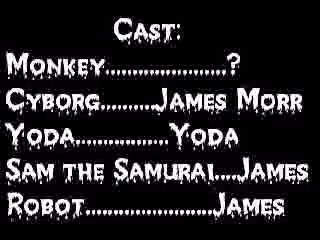 Cast:
Monkey.....................?
Cyborg..........James Morr
Yoda................Yoda
Sam the Samurai....James
Robot......................James